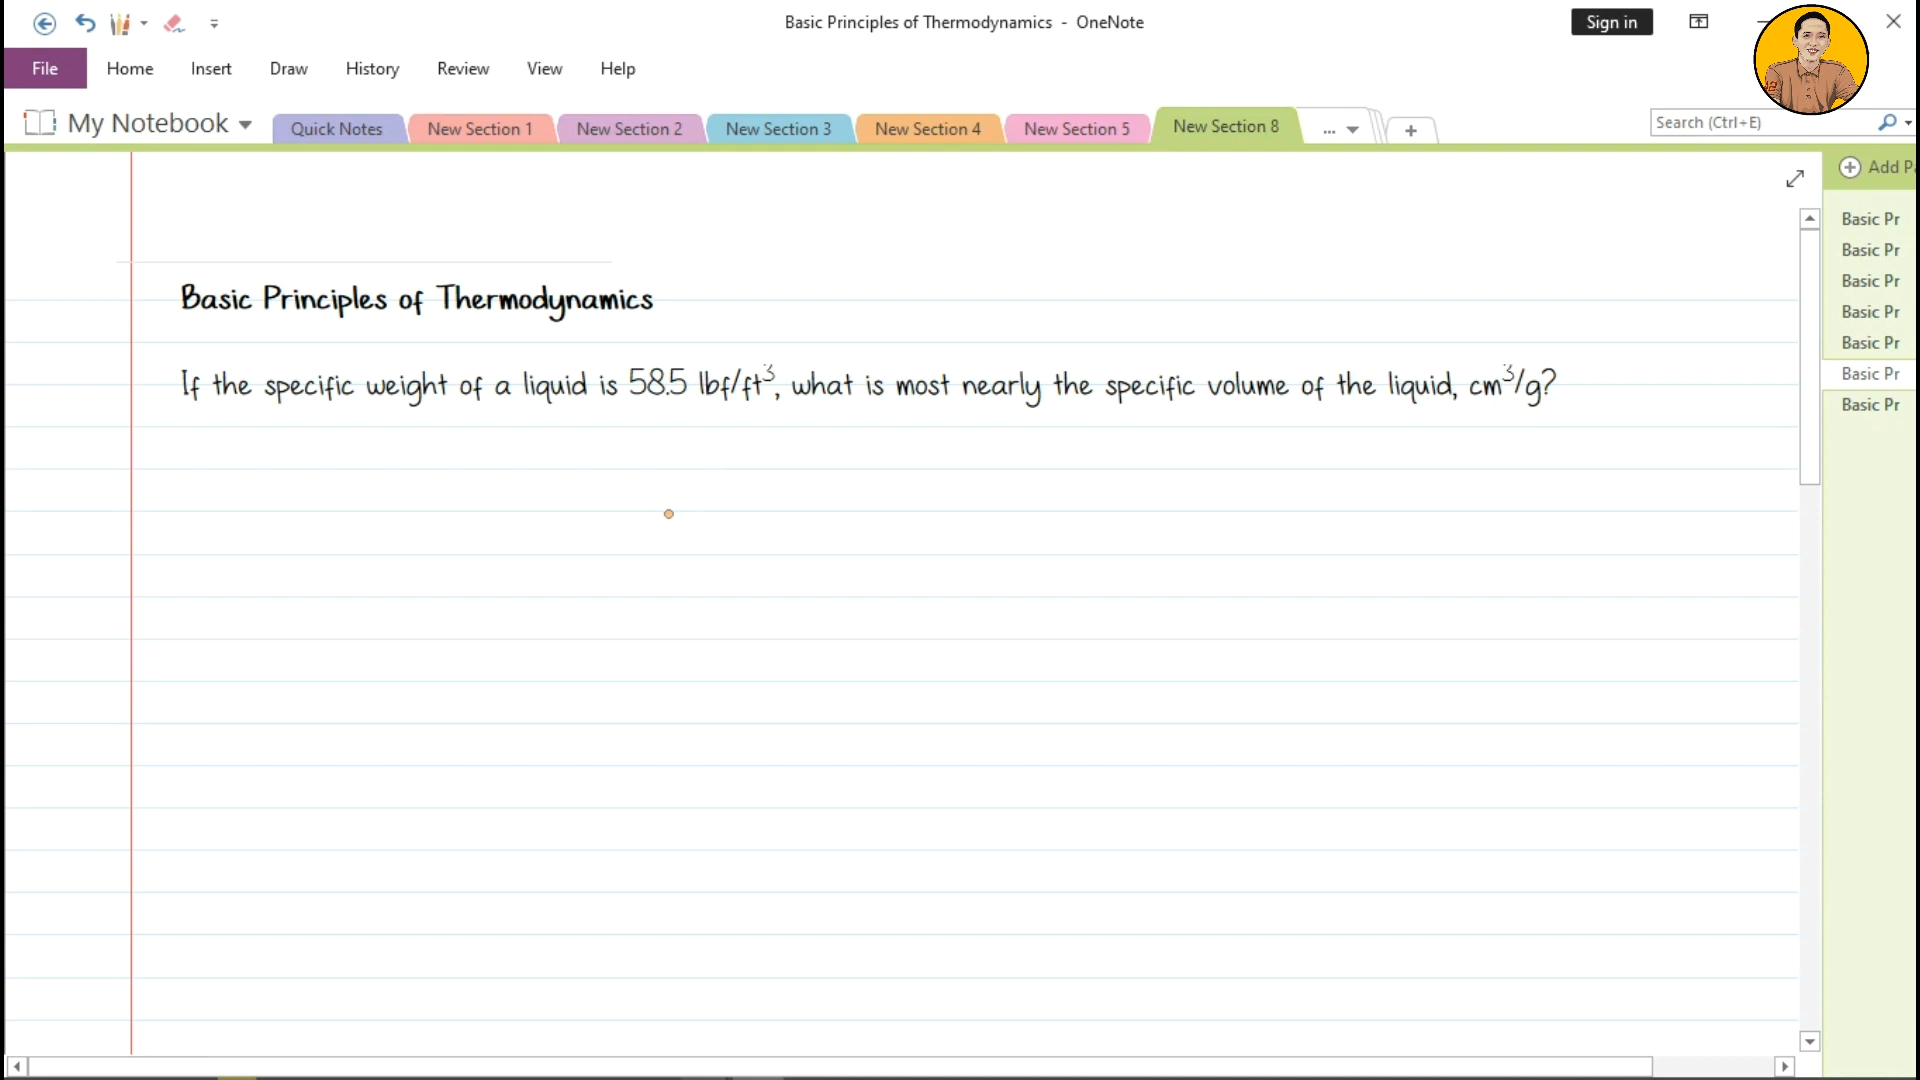 Basic Principles of Thermodynamics - OneNote
Sign in
File Home Insert Draw History Review View Help
My Notebook
Quick Notes New Section 1 New Section 2 New Section 3 New Section 4 New Section 5 New Section 8 ... +
Search (Ctrl+E)
Add P
Basic Pr
Basic Pr
Basic Pr
Basic Pr
Basic Pr
Basic Pr
Basic Pr
Basic Principles of Thermodynamics
If the specific weight of a liquid is 58.5 lbf/ft³, what is most nearly the specific volume of the liquid, cm³/g?